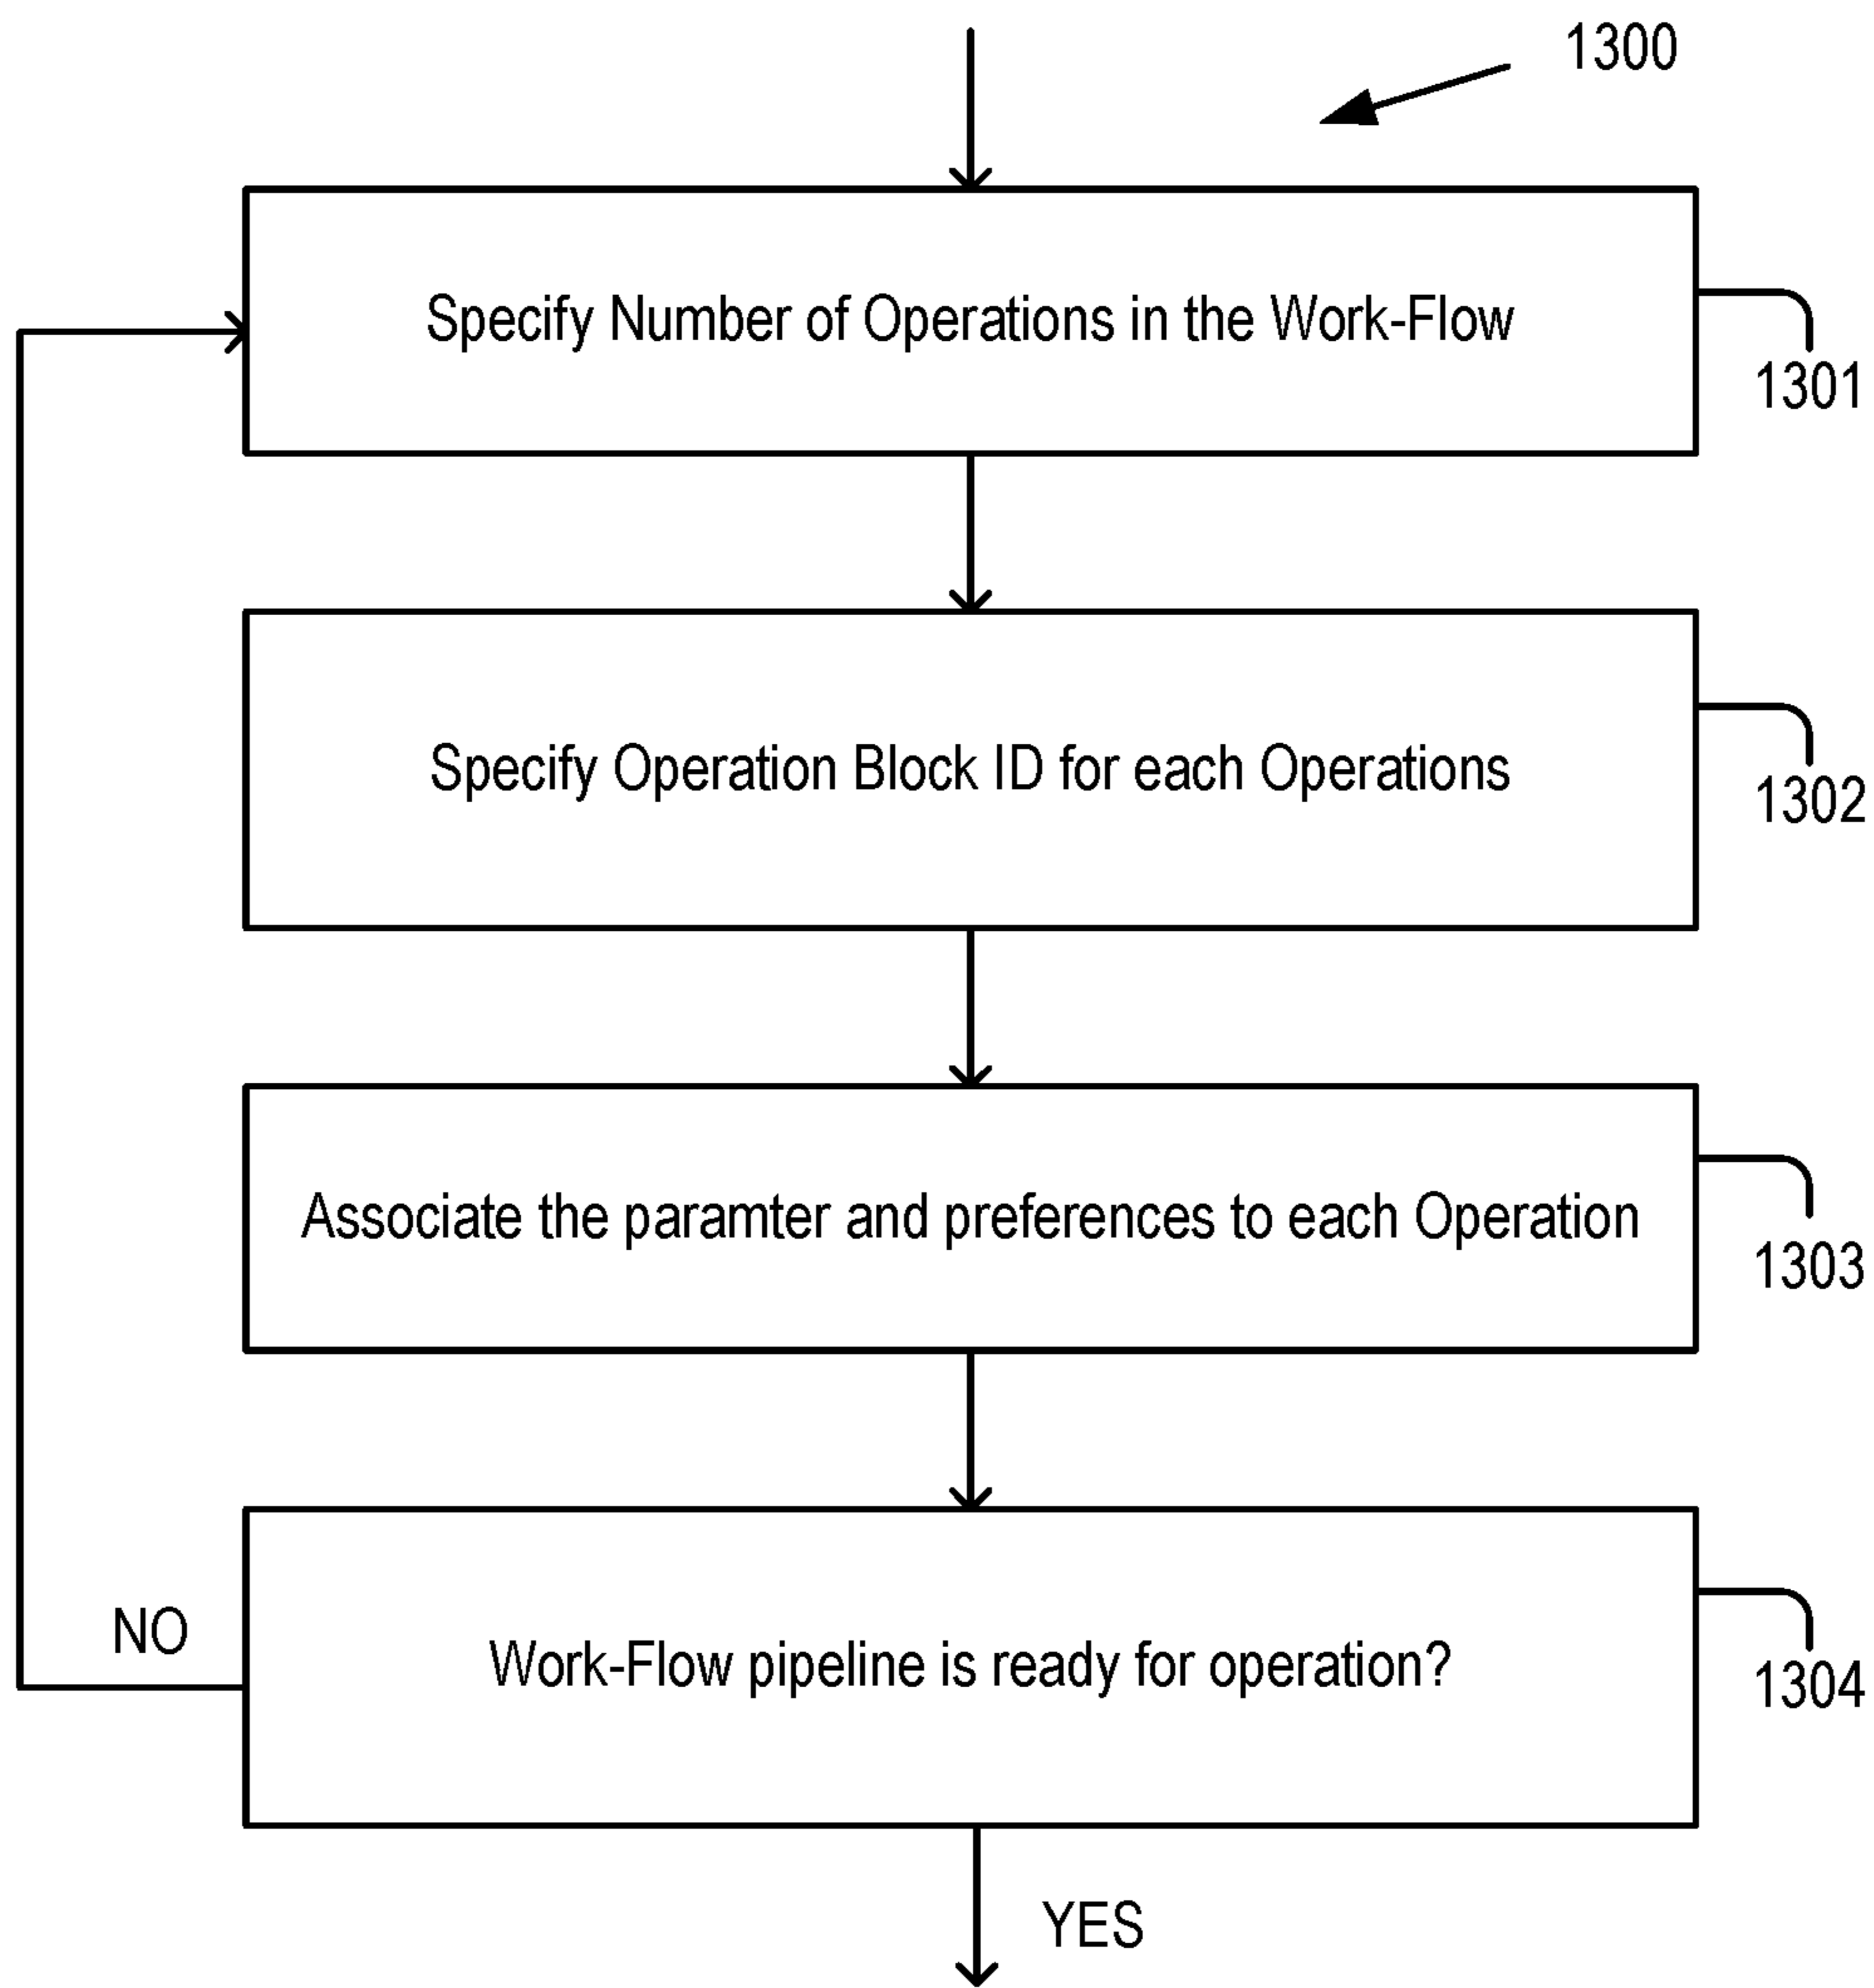 1300
Specify Number of Operations in the Work-Flow
1301
Specify Operation Block ID for each Operations
1302
Associate the paramter and preferences to each Operation
1303
NO
Work-Flow pipeline is ready for operation?
1304
YES